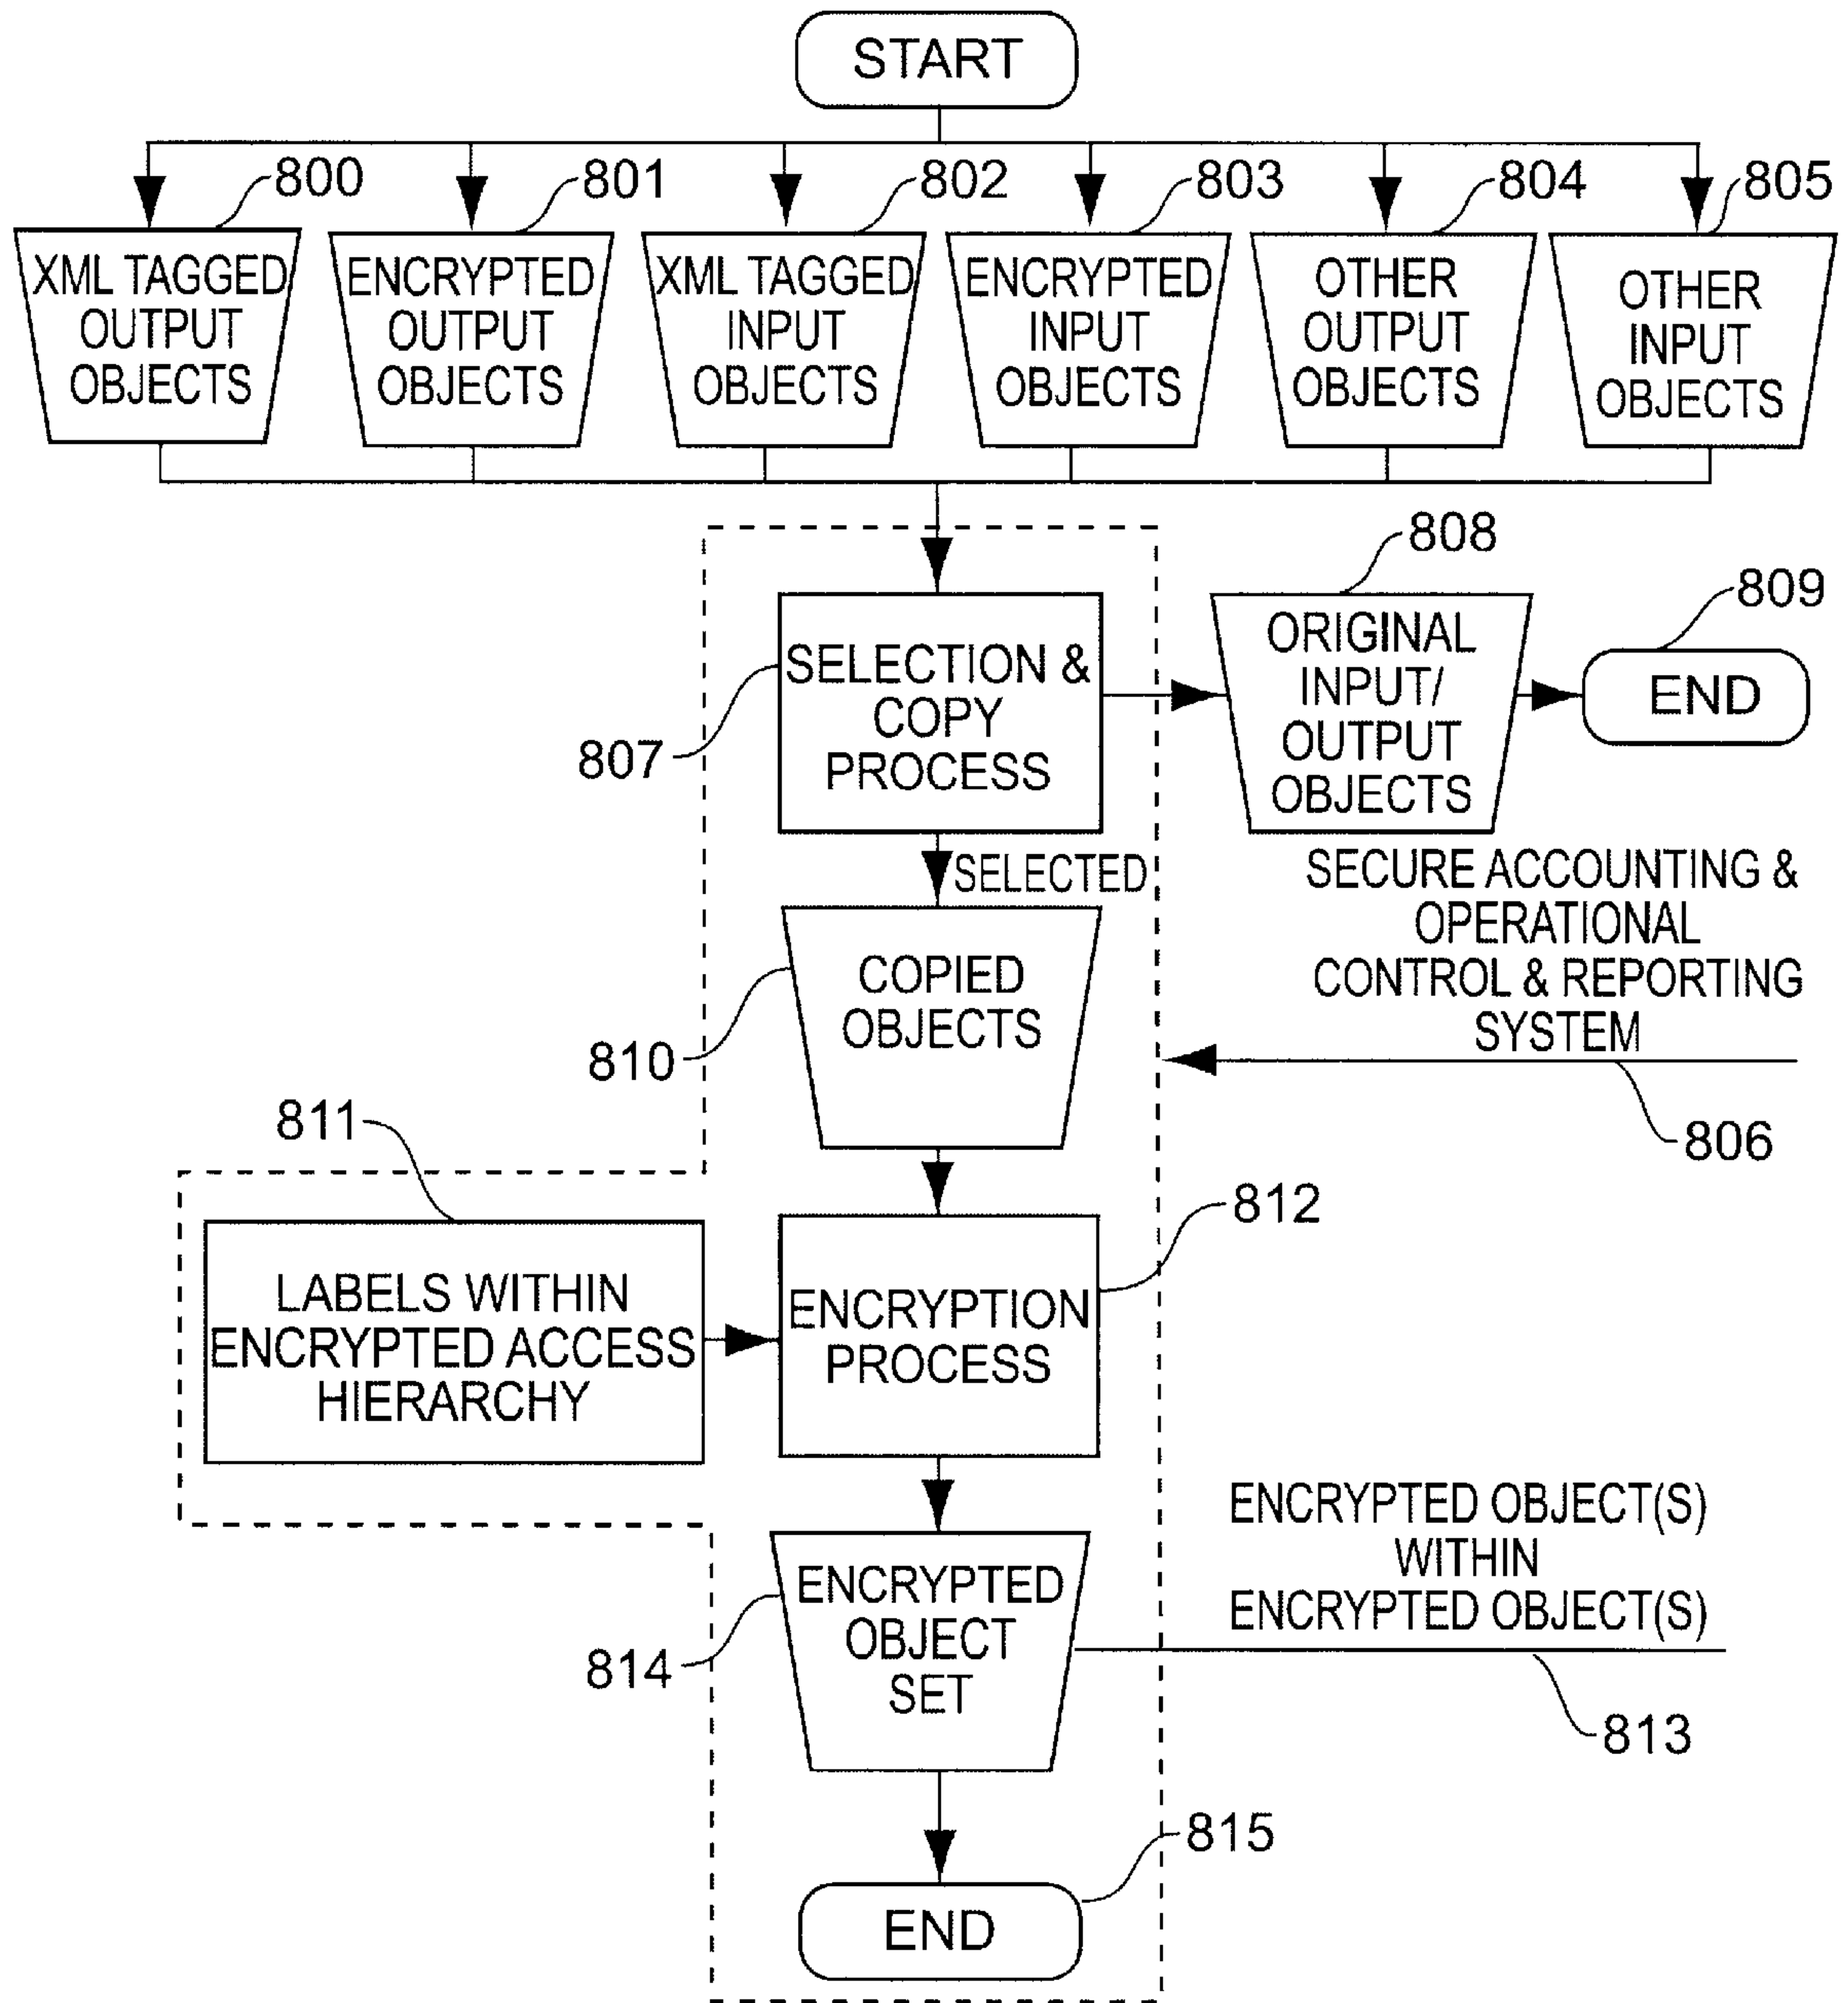 START
800
801
802
803
804
805
XML TAGGED
OUTPUT
OBJECTS
ENCRYPTED
OUTPUT
OBJECTS
XML TAGGED
INPUT
OBJECTS
ENCRYPTED
INPUT
OBJECTS
OTHER
OUTPUT
OBJECTS
OTHER
INPUT
OBJECTS
SELECTION &
COPY
PROCESS
807
808
ORIGINAL
INPUT/
OUTPUT
OBJECTS
809
END
SELECTED
COPIED
OBJECTS
810
SECURE ACCOUNTING &
OPERATIONAL
CONTROL & REPORTING
SYSTEM
806
811
LABELS WITHIN
ENCRYPTED ACCESS
HIERARCHY
812
ENCRYPTION
PROCESS
ENCRYPTED
OBJECT
SET
814
ENCRYPTED OBJECT(S)
WITHIN
ENCRYPTED OBJECT(S)
813
815
END